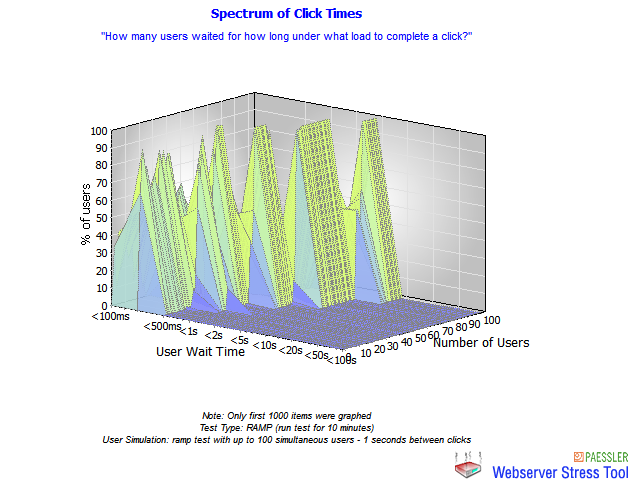 Spectrum of Click Times
"How many users waited for how long under what load to complete a click?"
100
90
80
70
60
50
40
30
20
10
0
% of users
<100ms
<500ms
<1s
<2s
<5s
<10s
<20s
<50s
<100s
User Wait Time
0
10
20
30
40
50
60
70
80
90
100
Number of Users
Note: Only first 1000 items were graphed
Test Type: RAMP (run test for 10 minutes)
User Simulation: ramp test with up to 100 simultaneous users - 1 seconds between clicks
PAESSLER
Webserver Stress Tool